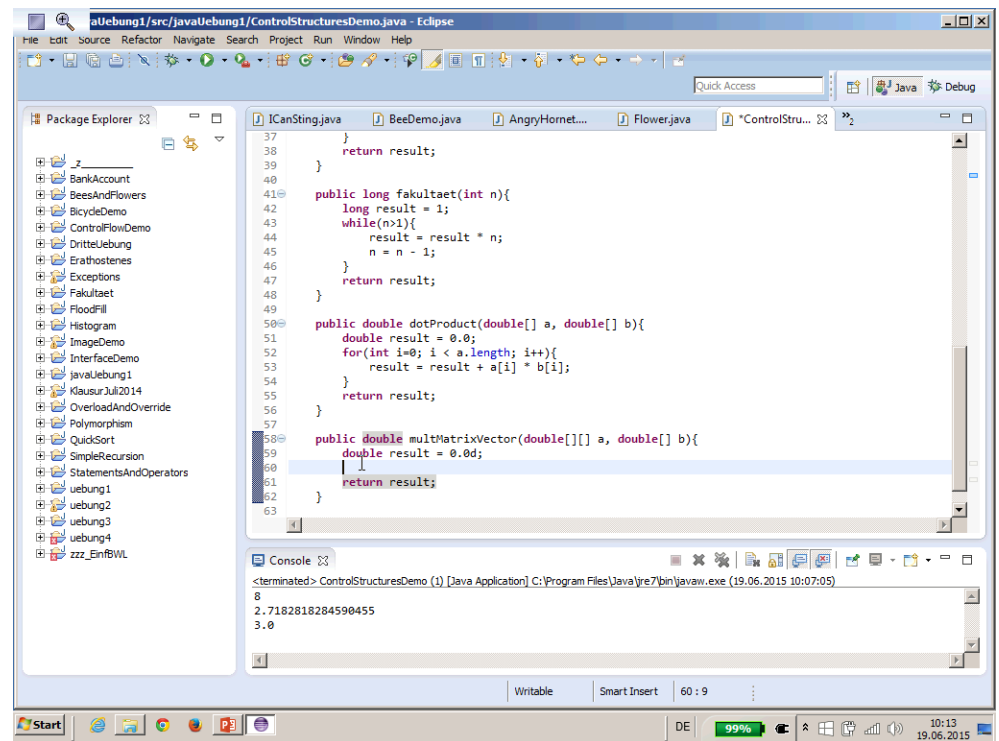 aUebung1/src/javaUebung1/ControlStructuresDemo.java - Eclipse
File Edit Source Refactor Navigate Search Project Run Window Help
Quick Access
Java
Debug
Package Explorer
_z_________
BankAccount
BeesAndFlowers
BicycleDemo
ControlFlowDemo
DritteUebung
Erathostenes
Exceptions
Fakultaet
FloodFill
Histogram
ImageDemo
InterfaceDemo
javaUebung1
KlausurJuli2014
OverloadAndOverride
Polymorphism
QuickSort
SimpleRecursion
StatementsAndOperators
uebung1
uebung2
uebung3
uebung4
zzz_EinfBWL
ICanSting.java BeeDemo.java AngryHornet.... Flower.java *ControlStru... »2
37 }
38 return result;
39 }
40
41 public long fakultaet(int n){
42 long result = 1;
43 while(n>1){
44 result = result * n;
45 n = n - 1;
46 }
47 return result;
48 }
49
50 public double dotProduct(double[] a, double[] b){
51 double result = 0.0;
52 for(int i=0; i < a.length; i++){
53 result = result + a[i] * b[i];
54 }
55 return result;
56 }
57
58 public double multMatrixVector(double[][] a, double[] b){
59 double result = 0.0d;
60
61 return result;
62 }
63
Console
<terminated> ControlStructuresDemo (1) [Java Application] C:\Program Files\Java\jre7\bin\javaw.exe (19.06.2015 10:07:05)
8
2.7182818284590455
3.0
Writable Smart Insert 60 : 9
Start
DE 99% 10:13
19.06.2015